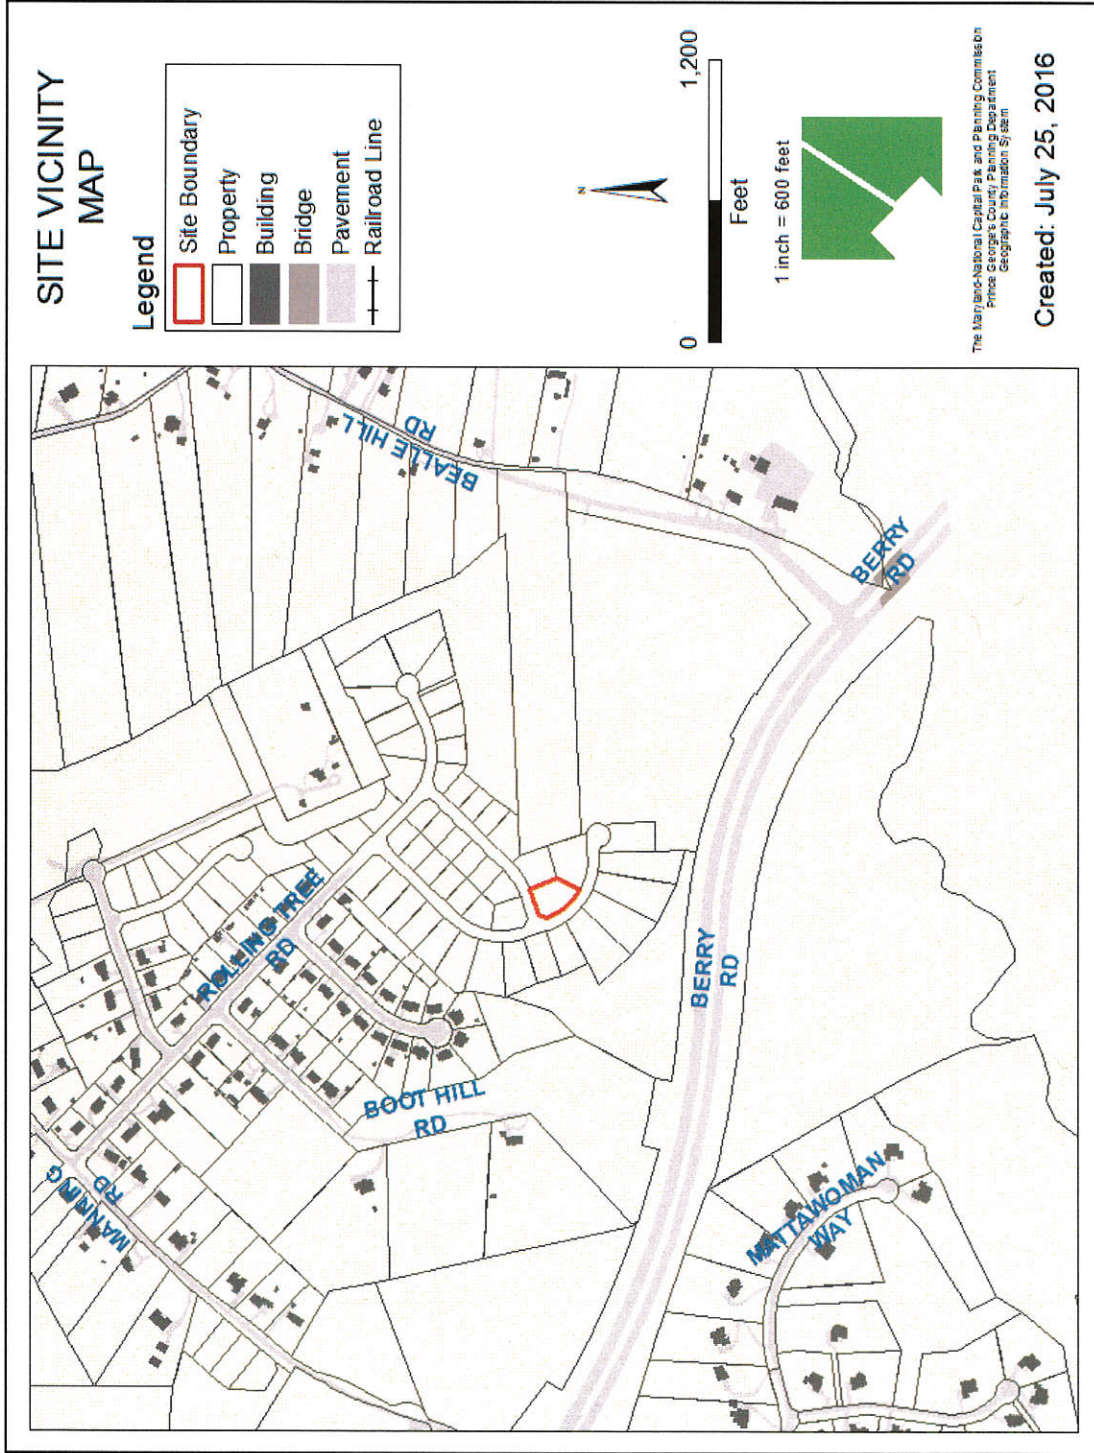 SITE VICINITY
MAP
Legend
Site Boundary
Property
Building
Bridge
Pavement
Railroad Line
N
0
1,200
Feet
1 inch = 600 feet
The Maryland-National Capital Park and Planning Commission
Prince George's County Planning Department
Geographic Information System
Created: July 25, 2016
MANNING
RD
ROLLING TREE
RD
BOOT HILL
RD
BEALLE HILL
RD
BERRY
RD
BERRY
RD
MATTAWOMAN
WAY